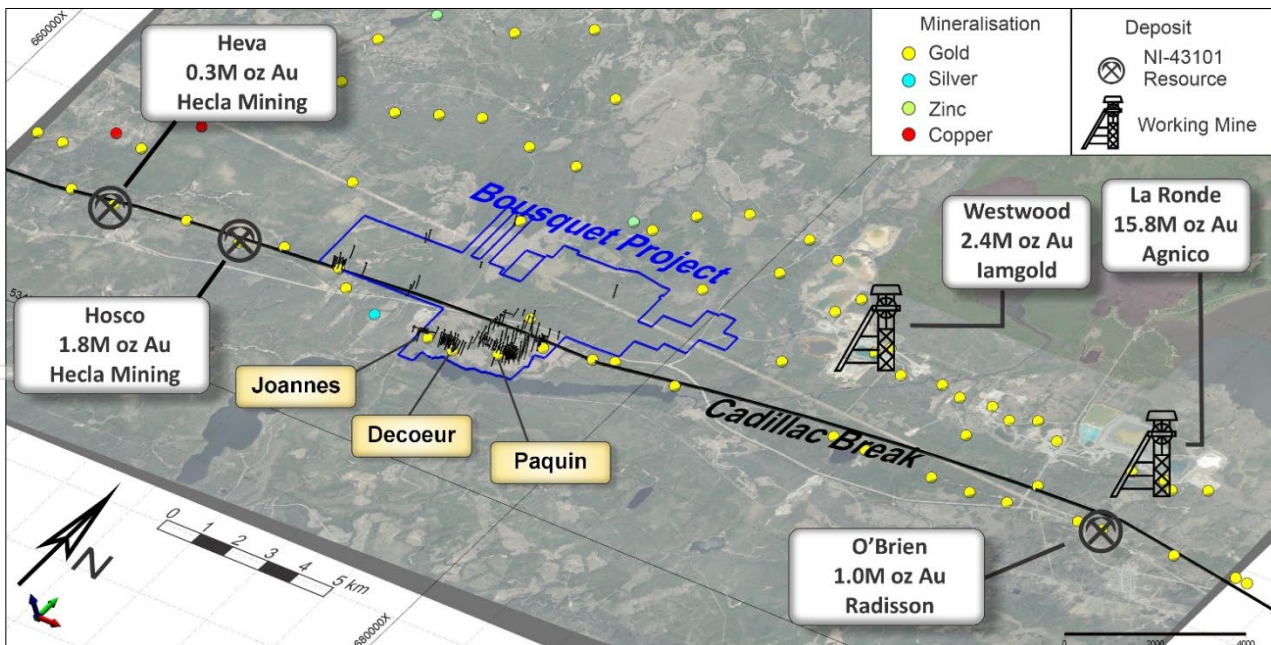 660000X
Heva
0.3M oz Au
Hecla Mining
Mineralisation
Gold
Silver
Zinc
Copper
Deposit
NI-43101
Resource
Working Mine
Bousquet Project
Westwood
2.4M oz Au
Iamgold
La Ronde
15.8M oz Au
Agnico
Hosco
1.8M oz Au
Hecla Mining
Joannes
Decoeur
Paquin
Cadillac Break
O'Brien
1.0M oz Au
Radisson
N
0 1 2 3 4 5 km
680000X
0 2000 4000